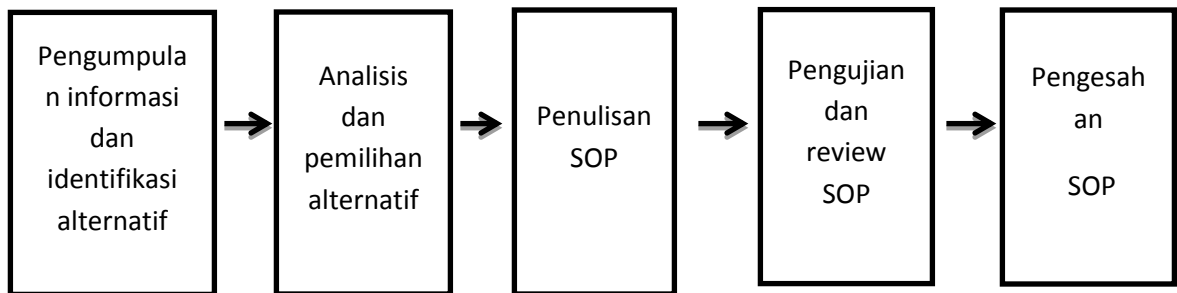 Pengumpula
n informasi
dan
identifikasi
alternatif
Analisis
dan
pemilihan
alternatif
Penulisan
SOP
Pengujian
dan
review
SOP
Pengesah
an
SOP